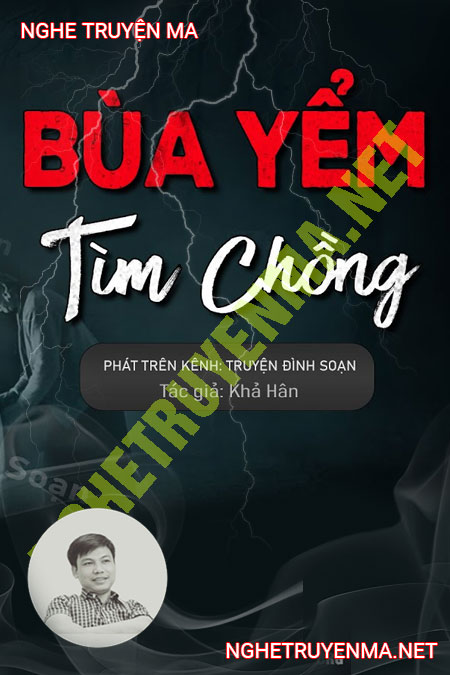 NGHE TRUYỆN MA
BÙA YỂM
Tìm Chồng
NGHETRUYENMA.NET
PHÁT TRÊN KÊNH: TRUYỆN ĐÌNH SOẠN
Tác giả: Khả Hân
Soạn
NGHETRUYENMA.NET